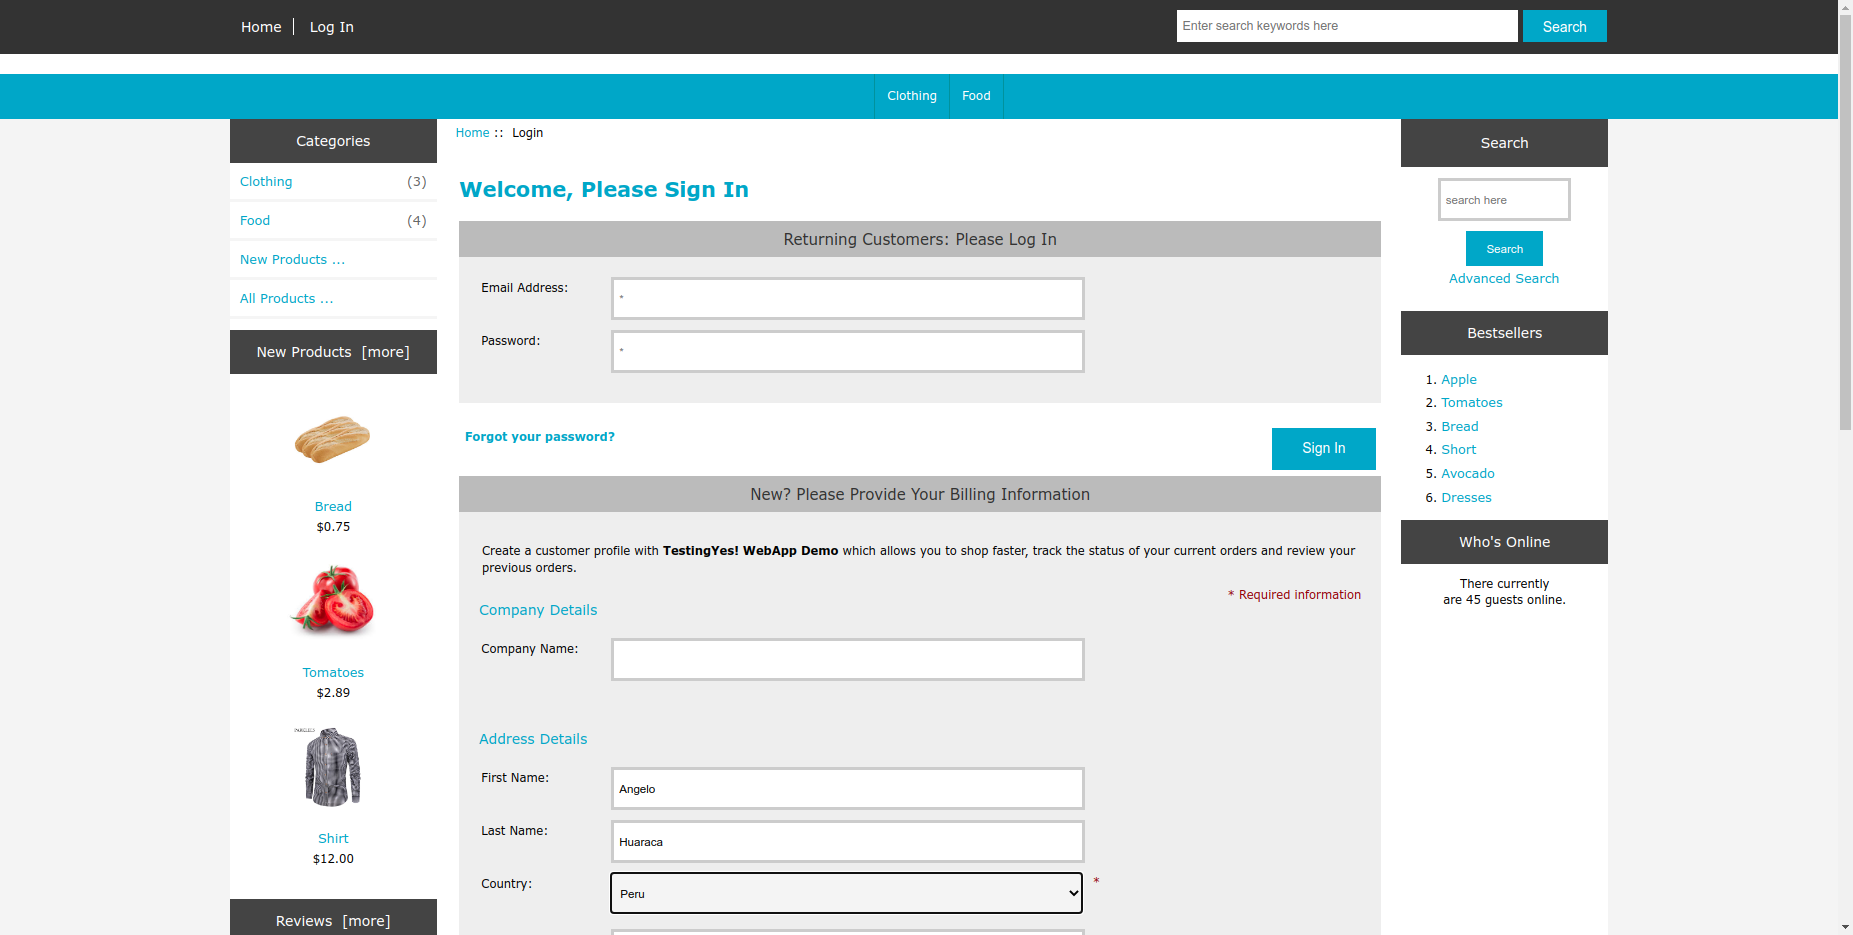 Home
Log In
Enter search keywords here
Search
Clothing
Food
Categories
Clothing (3)
Food (4)
New Products ...
All Products ...
New Products [more]
Bread
$0.75
Tomatoes
$2.89
Shirt
$12.00
Reviews [more]
Home :: Login
Welcome, Please Sign In
Returning Customers: Please Log In
Email Address:
*
Password:
*
Forgot your password?
Sign In
New? Please Provide Your Billing Information
Create a customer profile with TestingYes! WebApp Demo which allows you to shop faster, track the status of your current orders and review your
previous orders.
* Required information
Company Details
Company Name:
Address Details
First Name:
Angelo
Last Name:
Huaraca
Country:
Peru
*
Search
search here
Search
Advanced Search
Bestsellers
1. Apple
2. Tomatoes
3. Bread
4. Short
5. Avocado
6. Dresses
Who's Online
There currently
are 45 guests online.